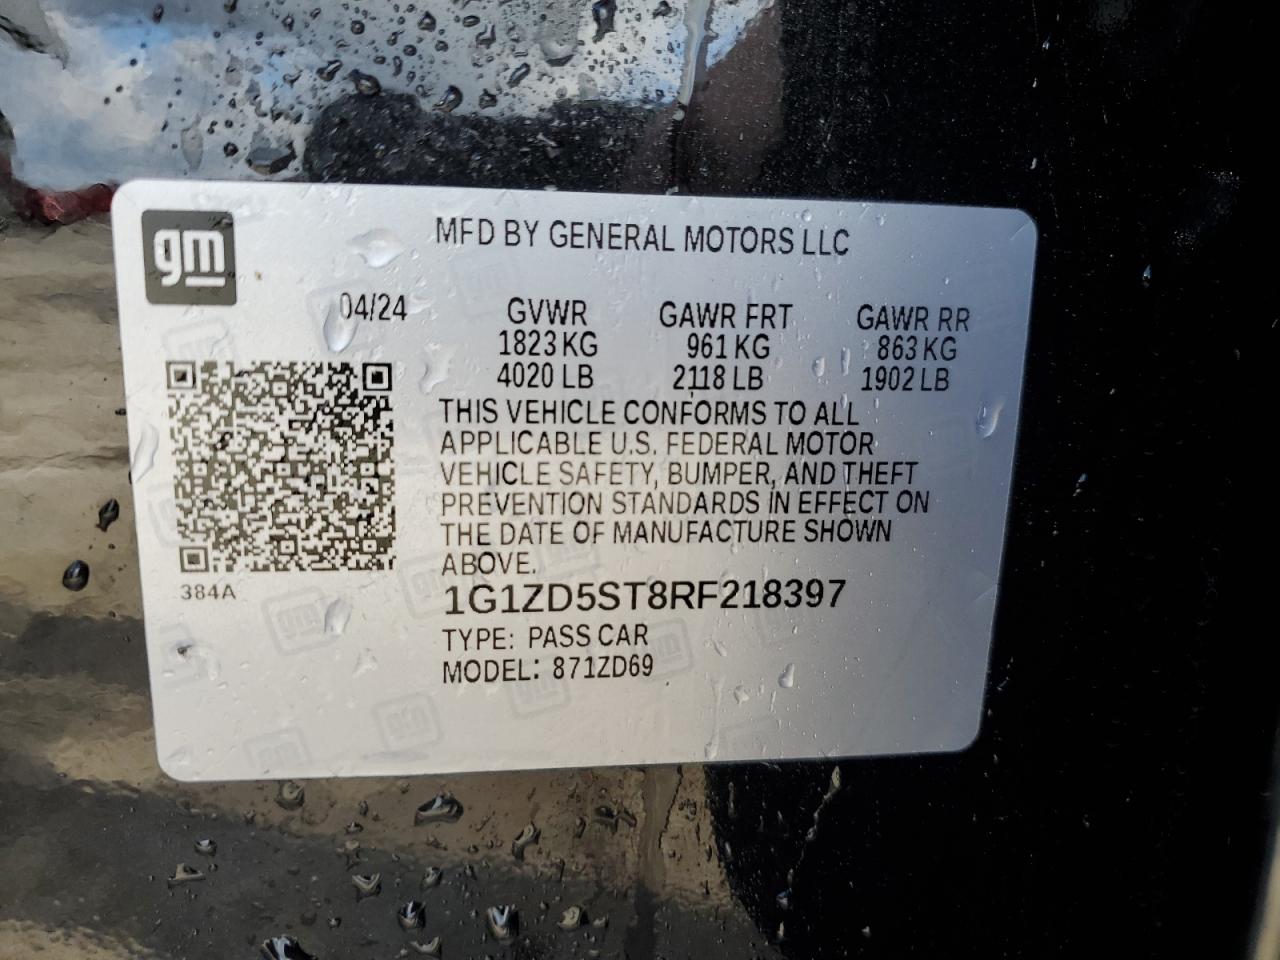 gm
MFD BY GENERAL MOTORS LLC
04/24 GVWR GAWR FRT GAWR RR
1823 KG 961 KG 863 KG
4020 LB 2118 LB 1902 LB
THIS VEHICLE CONFORMS TO ALL
APPLICABLE U.S. FEDERAL MOTOR
VEHICLE SAFETY, BUMPER, AND THEFT
PREVENTION STANDARDS IN EFFECT ON
THE DATE OF MANUFACTURE SHOWN
ABOVE.
384A
1G1ZD5ST8RF218397
TYPE: PASS CAR
MODEL: 871ZD69